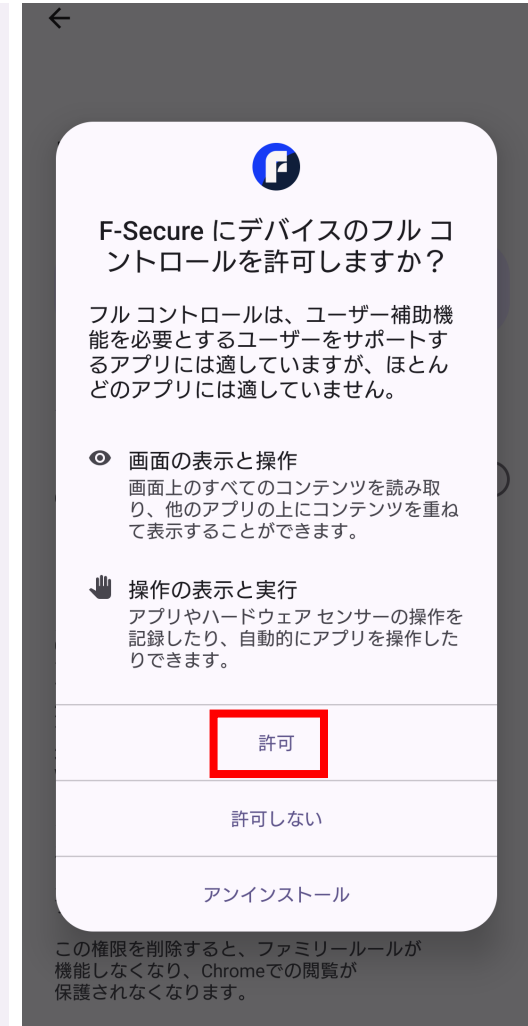 F-Secure にデバイスのフル コ
ントロールを許可しますか？
フル コントロールは、ユーザー補助機
能を必要とするユーザーをサポートす
るアプリには適していますが、ほとん
どのアプリには適していません。
画面の表示と操作
画面上のすべてのコンテンツを読み取
り、他のアプリの上にコンテンツを重ね
て表示することができます。
操作の表示と実行
アプリやハードウェア センサーの操作を
記録したり、自動的にアプリを操作した
りできます。
許可
許可しない
アンインストール
この権限を削除すると、ファミリールールが
機能しなくなり、Chromeでの閲覧が
保護されなくなります。